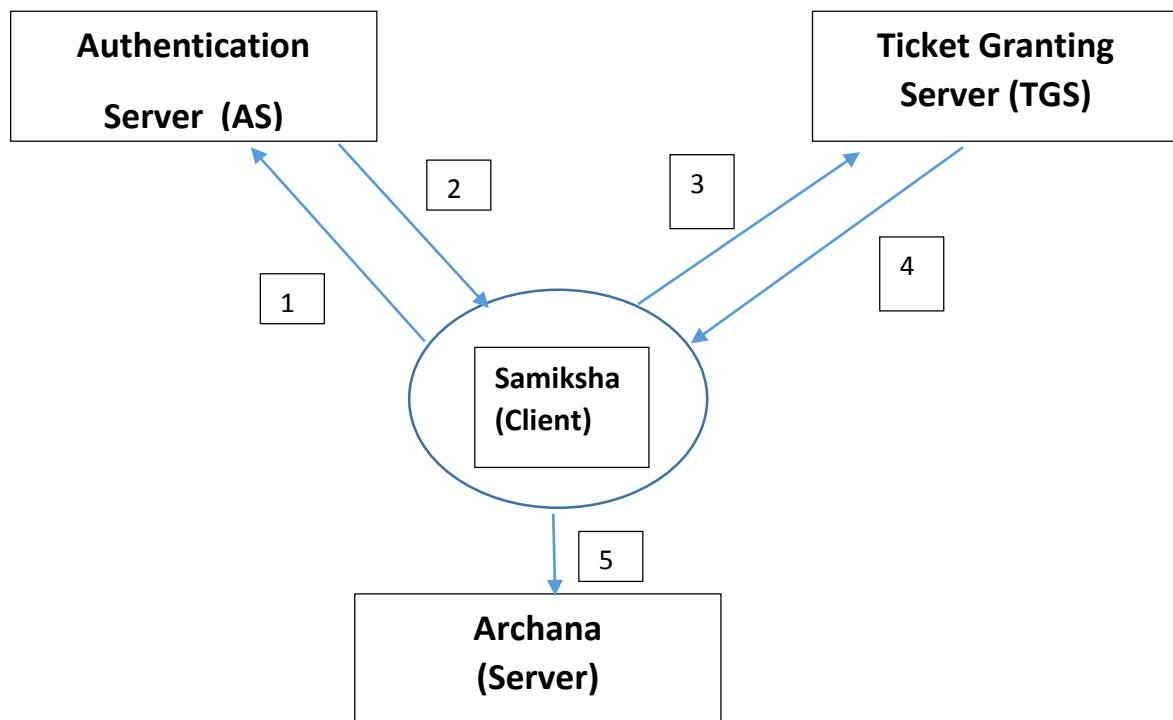 Authentication
Server (AS)
Ticket Granting
Server (TGS)
2
3
1
4
Samiksha
(Client)
5
Archana
(Server)